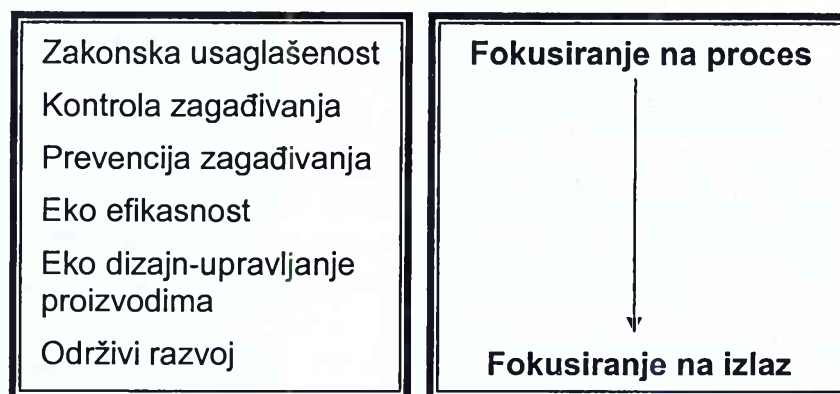 Zakonska usaglašenost
Kontrola zagađivanja
Prevencija zagađivanja
Eko efikasnost
Eko dizajn-upravljanje
proizvodima
Održivi razvoj
Fokusiranje na proces
Fokusiranje na izlaz